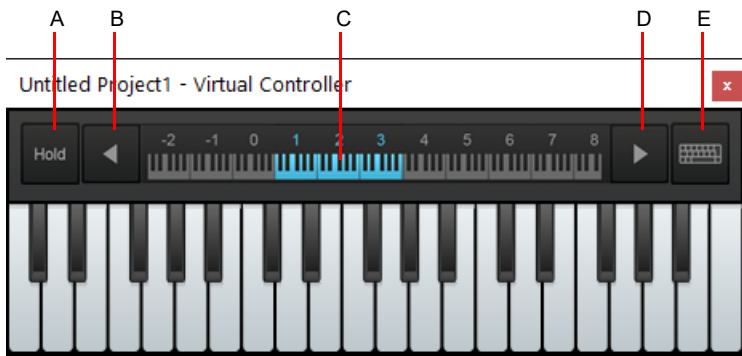 A B C D E
Untitled Project1 - Virtual Controller x
Hold -2 -1 0 1 2 3 4 5 6 7 8